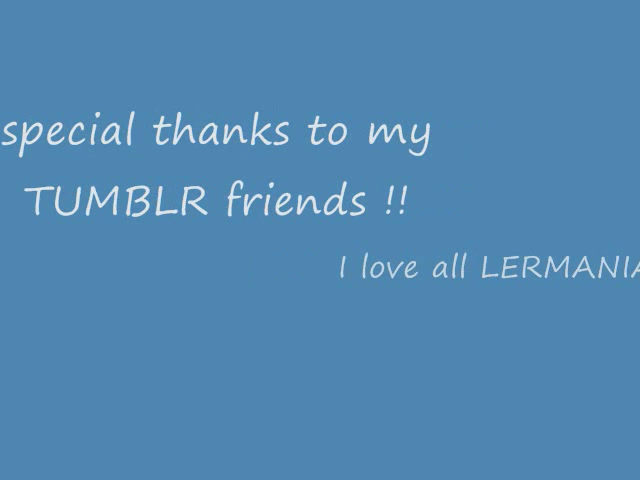 special thanks to my
TUMBLR friends !!
I love all LERMANIA